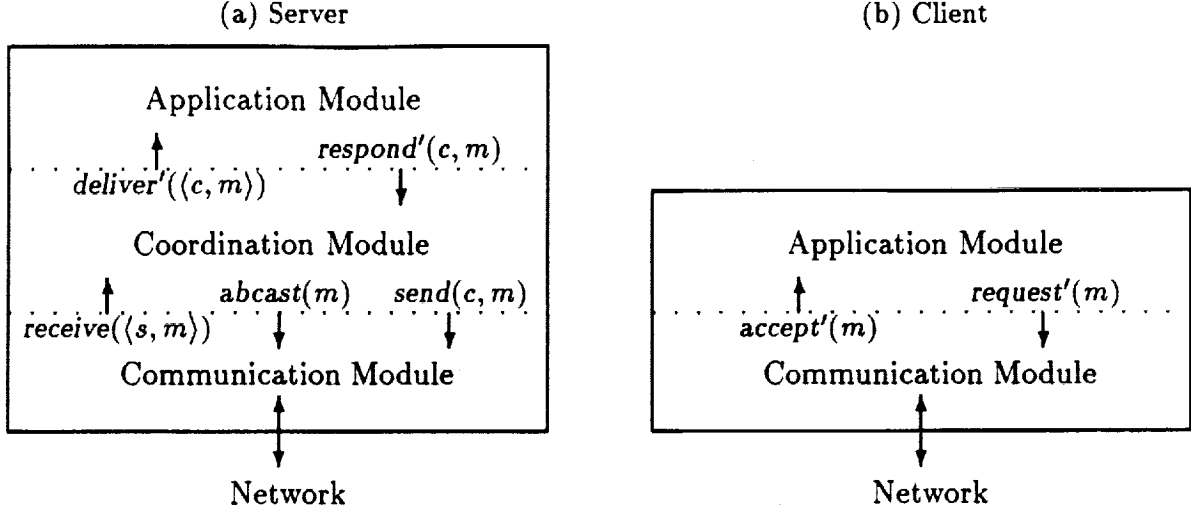 (a) Server
Application Module
respond′(c, m)
deliver′(⟨c, m⟩)
Coordination Module
abcast(m) send(c, m)
receive(⟨s, m⟩)
Communication Module
Network
(b) Client
Application Module
request′(m)
accept′(m)
Communication Module
Network